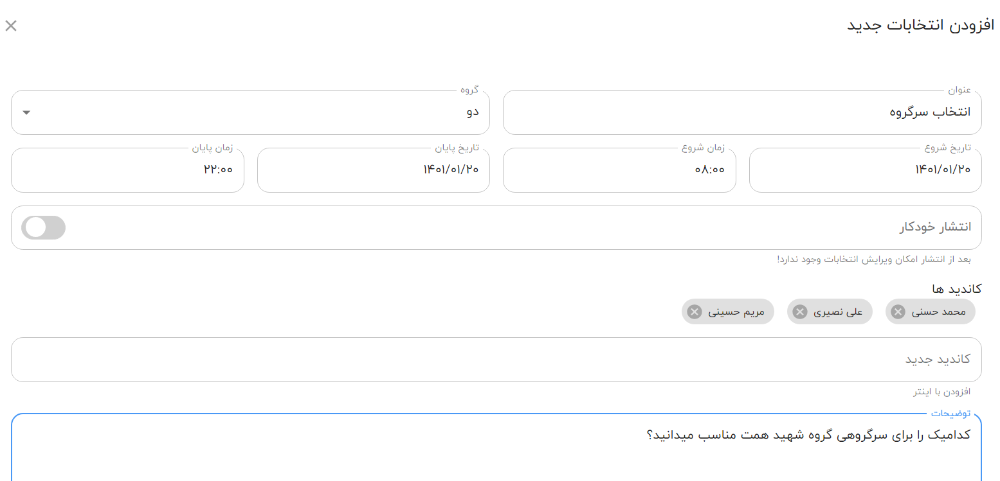 افزودن انتخابات جدید
عنوان
گروه
انتخاب سرگروه
دو
تاریخ شروع
زمان شروع
تاریخ پایان
زمان پایان
۱۴۰۱/۰۱/۲۰
۰۸:۰۰
۱۴۰۱/۰۱/۲۰
۲۲:۰۰
انتشار خودکار
بعد از انتشار امکان ویرایش انتخابات وجود ندارد!
کاندید ها
محمد حسنی
علی نصیری
مریم حسینی
کاندید جدید
افزودن با اینتر
توضیحات
کدامیک را برای سرگروهی گروه شهید همت مناسب میدانید؟